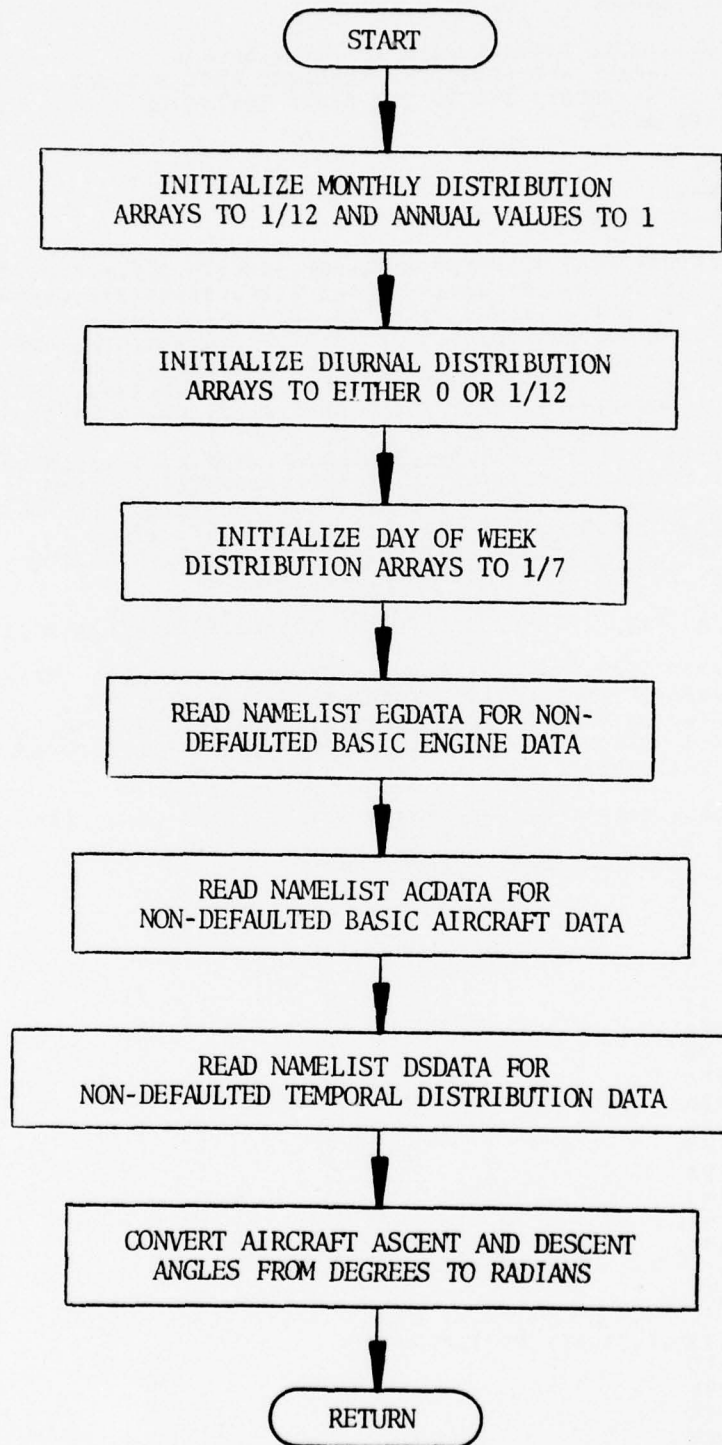 START
INITIALIZE MONTHLY DISTRIBUTION
ARRAYS TO 1/12 AND ANNUAL VALUES TO 1
INITIALIZE DIURNAL DISTRIBUTION
ARRAYS TO EITHER 0 OR 1/12
INITIALIZE DAY OF WEEK
DISTRIBUTION ARRAYS TO 1/7
READ NAMELIST EGDATA FOR NON-
DEFAULTED BASIC ENGINE DATA
READ NAMELIST ACDATA FOR
NON-DEFAULTED BASIC AIRCRAFT DATA
READ NAMELIST DSDATA FOR
NON-DEFAULTED TEMPORAL DISTRIBUTION DATA
CONVERT AIRCRAFT ASCENT AND DESCENT
ANGLES FROM DEGREES TO RADIANS
RETURN